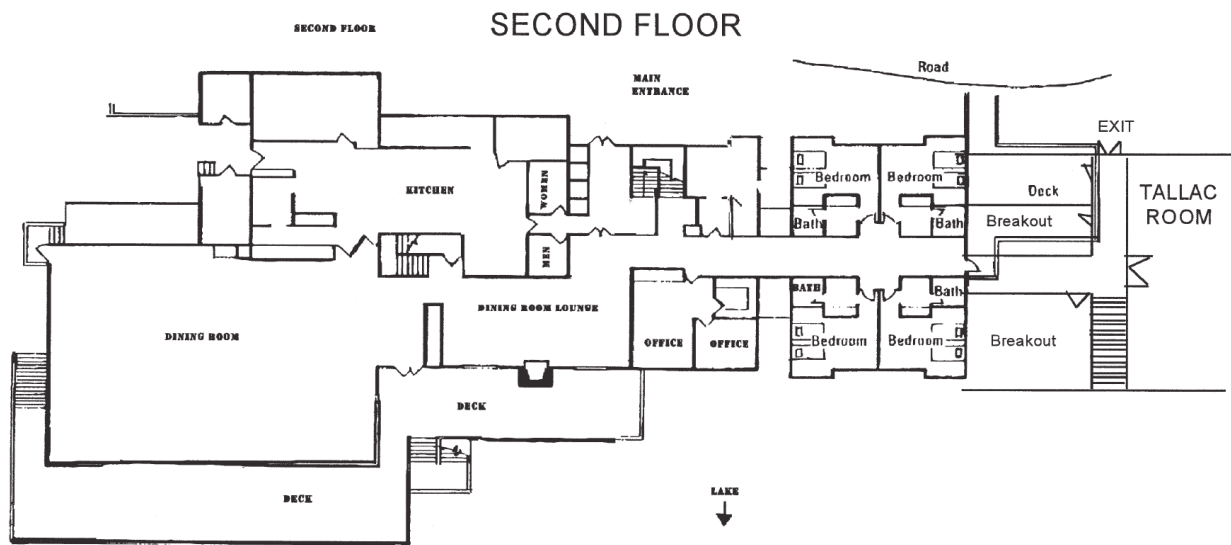 SECOND FLOOR
SECOND FLOOR
MAIN
ENTRANCE
Road
EXIT
KITCHEN
WOMEN
MEN
Bedroom
Bedroom
Bath
Bath
Deck
Breakout
TALLAC
ROOM
DINING ROOM
DINING ROOM LOUNGE
OFFICE
OFFICE
BATH
Bath
Bedroom
Bedroom
Breakout
DECK
DECK
LAKE